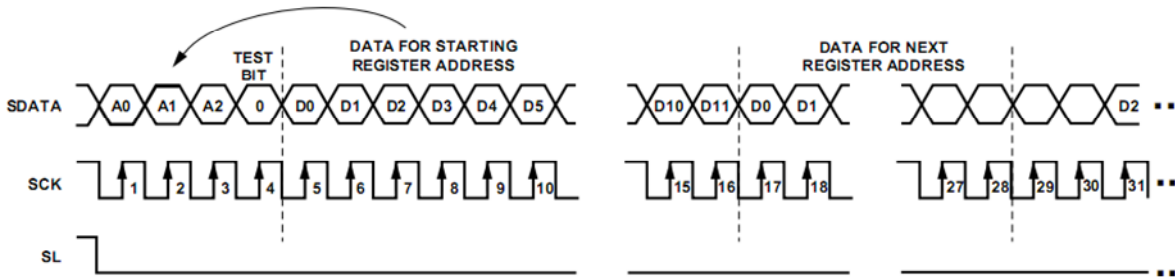 TEST
BIT
DATA FOR STARTING
REGISTER ADDRESS
DATA FOR NEXT
REGISTER ADDRESS
SDATA A0 A1 A2 0 D0 D1 D2 D3 D4 D5 D10 D11 D0 D1 D2
SCK 1 2 3 4 5 6 7 8 9 10 15 16 17 18 27 28 29 30 31
SL